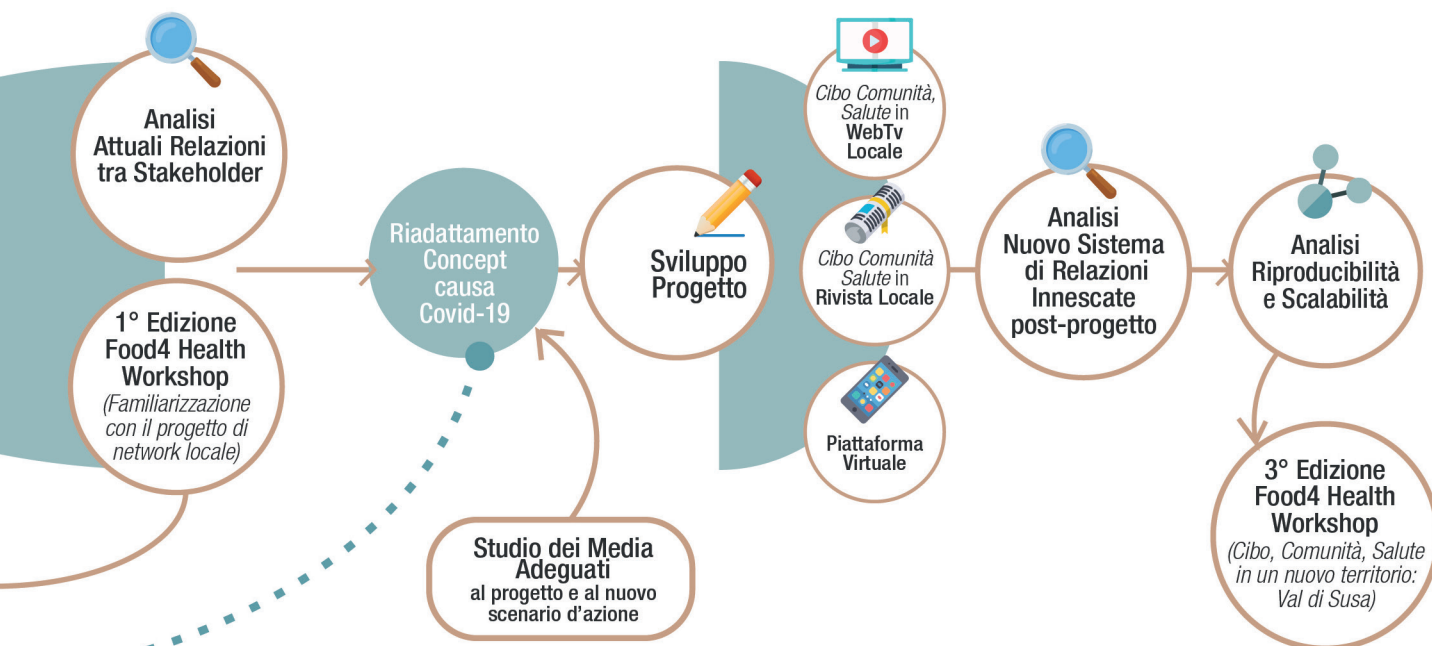 Analisi
Attuali Relazioni
tra Stakeholder
1° Edizione
Food4 Health
Workshop
(Familiarizzazione
con il progetto di
network locale)
Riadattamento
Concept
causa
Covid-19
Studio dei Media
Adeguati
al progetto e al nuovo
scenario d'azione
Sviluppo
Progetto
Cibo Comunità,
Salute in
WebTv
Locale
Cibo Comunità
Salute in
Rivista Locale
Piattaforma
Virtuale
Analisi
Nuovo Sistema
di Relazioni
Innescate
post-progetto
Analisi
Riproducibilità
e Scalabilità
3° Edizione
Food4 Health
Workshop
(Cibo, Comunità, Salute
in un nuovo territorio:
Val di Susa)